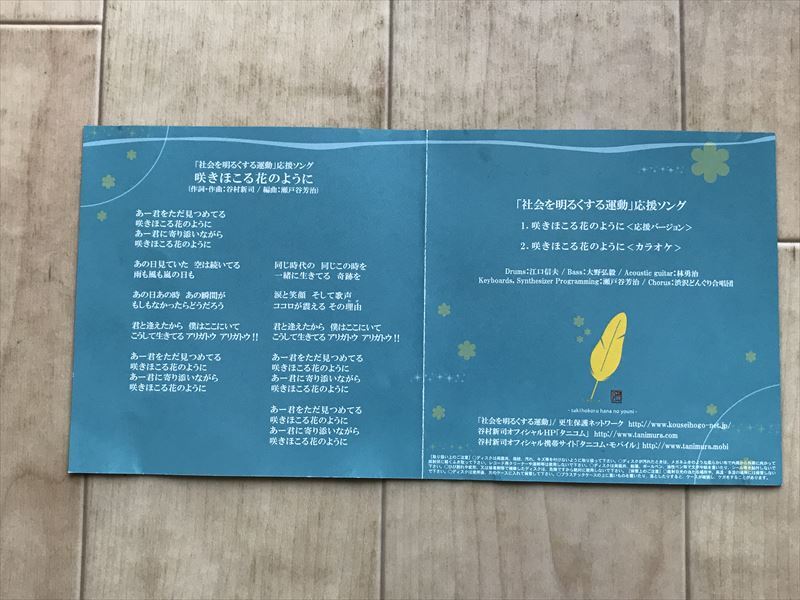 「社会を明るくする運動」応援ソング
咲きほこる花のように
(作詞・作曲:谷村新司 / 編曲:瀬戸谷芳治)
あー君をただ見つめてる
咲きほこる花のように
あー君に寄り添いながら
咲きほこる花のように
あの日見ていた 空は続いてる
雨も風も嵐の日も
あの日あの時 あの瞬間が
もしもなかったらどうだろう
君と逢えたから 僕はここにいて
こうして生きてる アリガトウ アリガトウ!!
あー君をただ見つめてる
咲きほこる花のように
あー君に寄り添いながら
咲きほこる花のように
同じ時代の 同じこの時を
一緒に生きてる 奇跡を
涙と笑顔 そして歌声
ココロが震える その理由
君と逢えたから 僕はここにいて
こうして生きてる アリガトウ アリガトウ!!
あー君をただ見つめてる
咲きほこる花のように
あー君に寄り添いながら
咲きほこる花のように
あー君をただ見つめてる
咲きほこる花のように
あー君に寄り添いながら
咲きほこる花のように
「社会を明るくする運動」応援ソング
1. 咲きほこる花のように<応援バージョン>
2. 咲きほこる花のように<カラオケ>
Drums:江口信夫 / Bass:大野弘毅 / Acoustic guitar:林勇治
Keyboards, Synthesizer Programming:瀬戸谷芳治 / Chorus:渋沢どんぐり合唱団
- sakihokoru hana no youni -
「社会を明るくする運動」/ 更生保護ネットワーク http://www.kouseihogo-net.jp/
谷村新司オフィシャルHP「タニコム」 http://www.tanimura.com
谷村新司オフィシャル携帯サイト「タニコム・モバイル」 http://www.tanimura.mobi